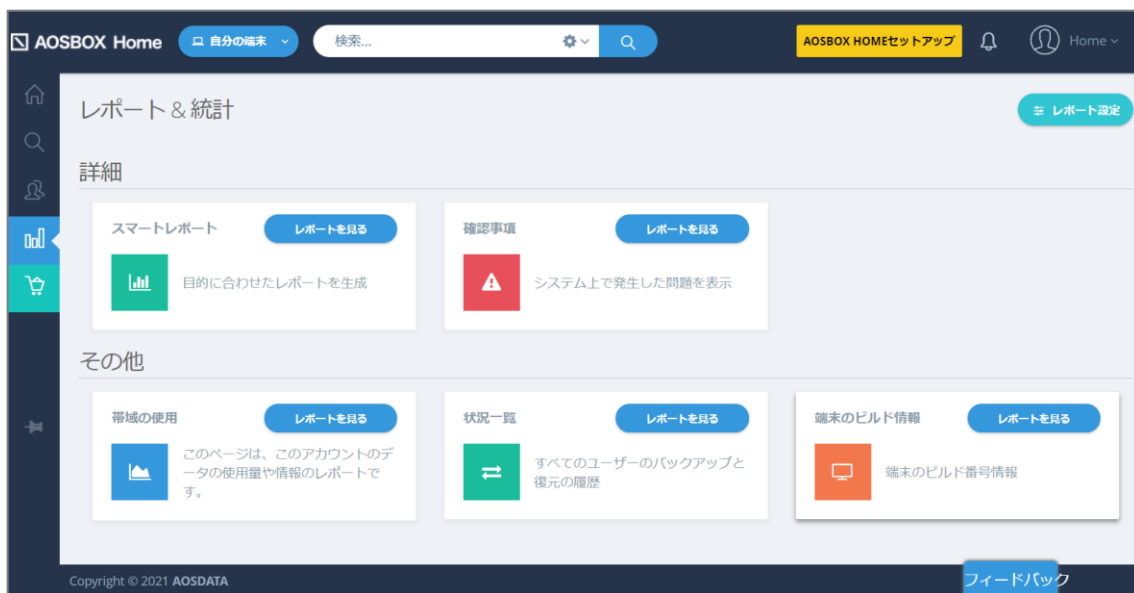 AOSBOX Home
自分の端末
検索...
AOSBOX HOMEセットアップ
Home
レポート & 統計
レポート設定
詳細
スマートレポート
レポートを見る
目的に合わせたレポートを生成
確認事項
レポートを見る
システム上で発生した問題を表示
その他
帯域の使用
レポートを見る
このページは、このアカウントのデ
ータの使用量や情報のレポートで
す。
状況一覧
レポートを見る
すべてのユーザーのバックアップと
復元の履歴
端末のビルド情報
レポートを見る
端末のビルド番号情報
Copyright © 2021 AOSDATA
フィードバック